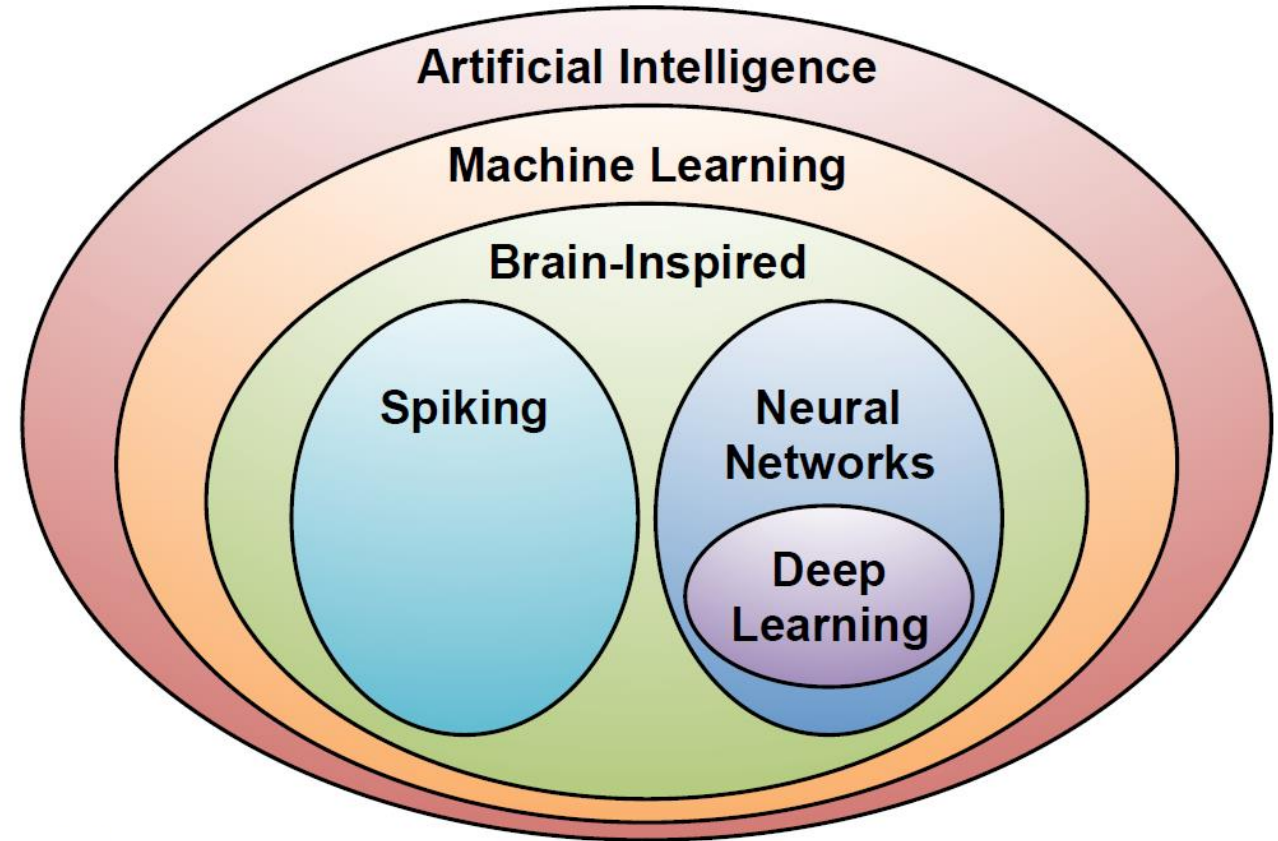 Artificial Intelligence
Machine Learning
Brain-Inspired
Spiking
Neural
Networks
Deep
Learning